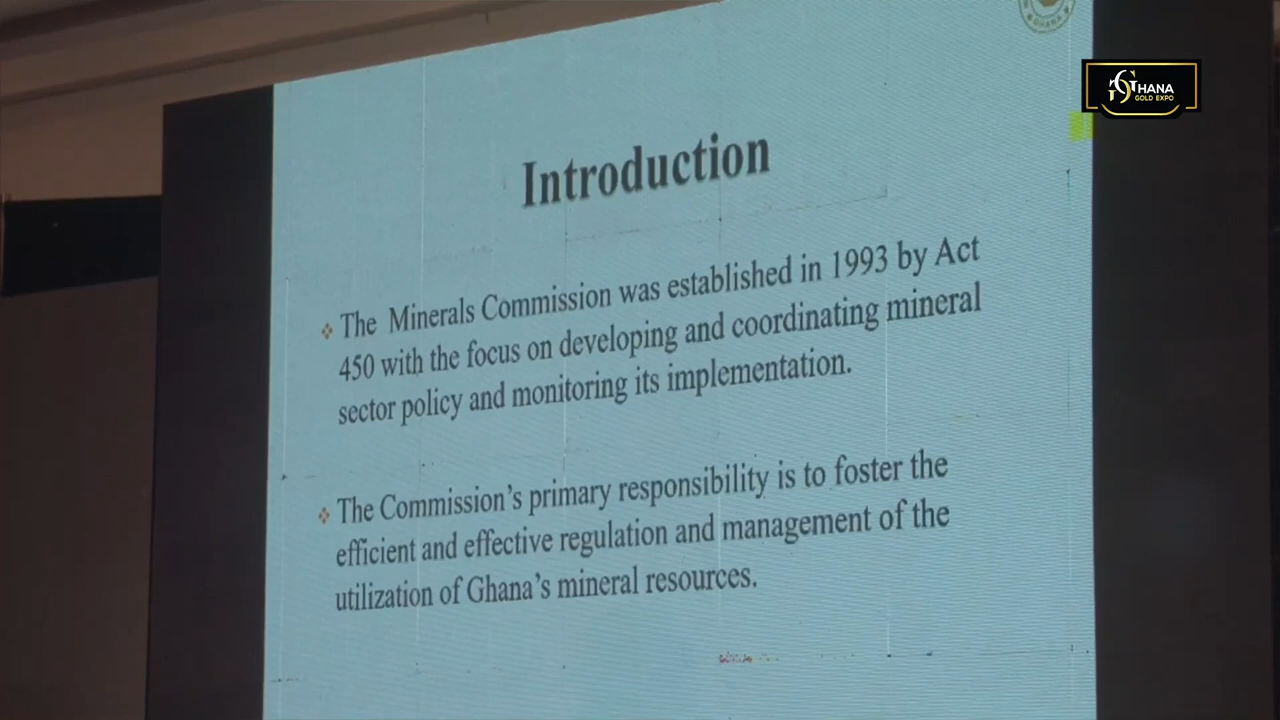 GHANA
GHANA
GOLD EXPO
Introduction
The Minerals Commission was established in 1993 by Act
450 with the focus on developing and coordinating mineral
sector policy and monitoring its implementation.
The Commission's primary responsibility is to foster the
efficient and effective regulation and management of the
utilization of Ghana's mineral resources.